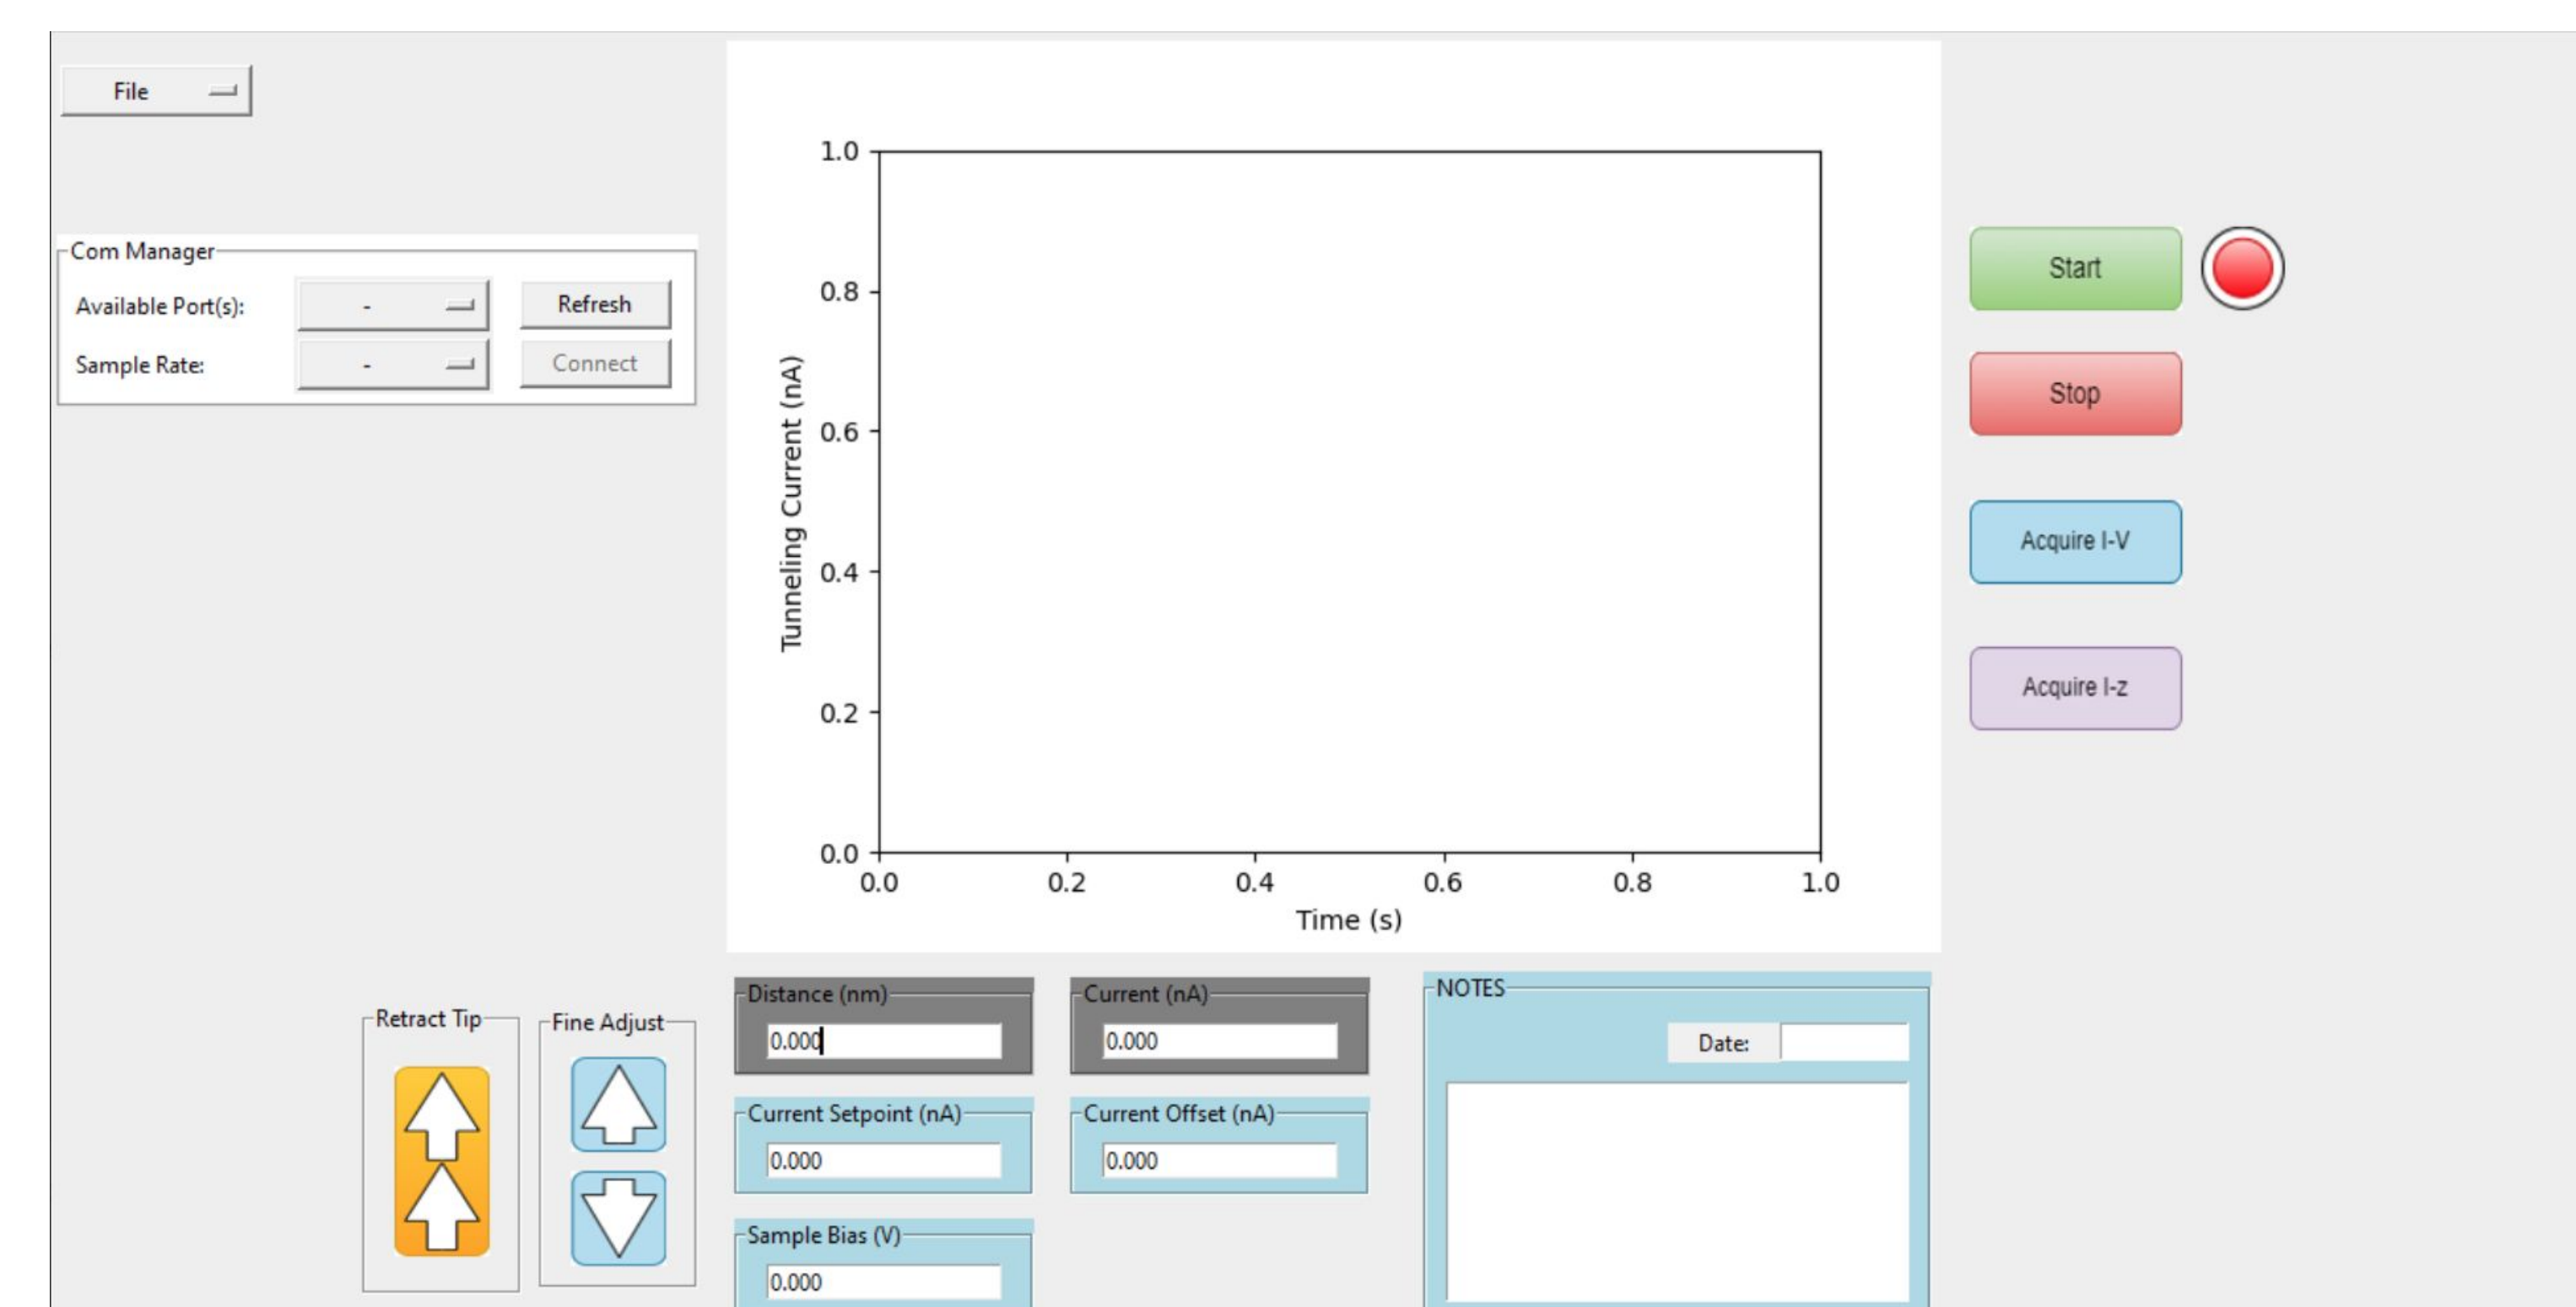 File
Com Manager
Available Port(s): - Refresh
Sample Rate: - Connect
1.0
0.8
0.6
0.4
0.2
0.0
Tunneling Current (nA)
0.0 0.2 0.4 0.6 0.8 1.0
Time (s)
Start
Stop
Acquire I-V
Acquire I-z
Retract Tip
Fine Adjust
Distance (nm)
0.000
Current (nA)
0.000
Current Setpoint (nA)
0.000
Current Offset (nA)
0.000
Sample Bias (V)
0.000
NOTES
Date: